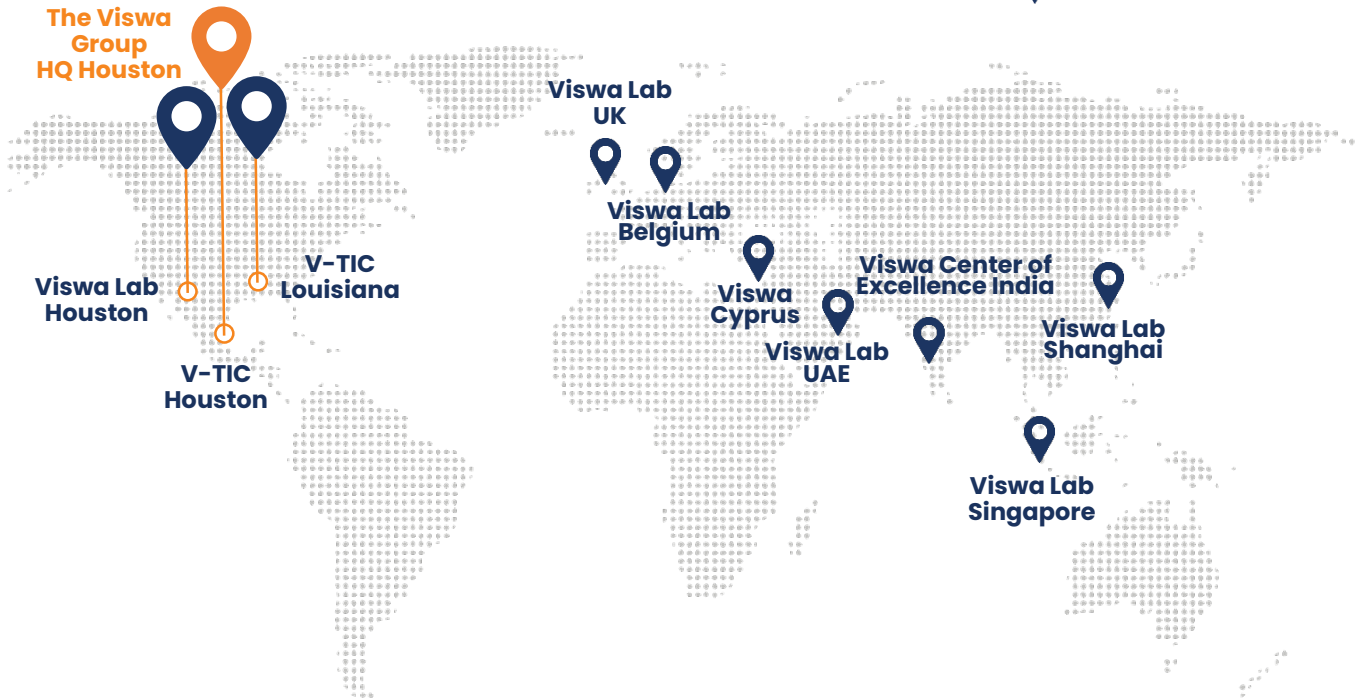 The Viswa
Group
HQ Houston
Viswa Lab
UK
Viswa Lab
Belgium
V-TIC
Louisiana
Viswa Lab
Houston
Viswa
Cyprus
Viswa Center of
Excellence India
Viswa Lab
Shanghai
Viswa Lab
UAE
V-TIC
Houston
Viswa Lab
Singapore